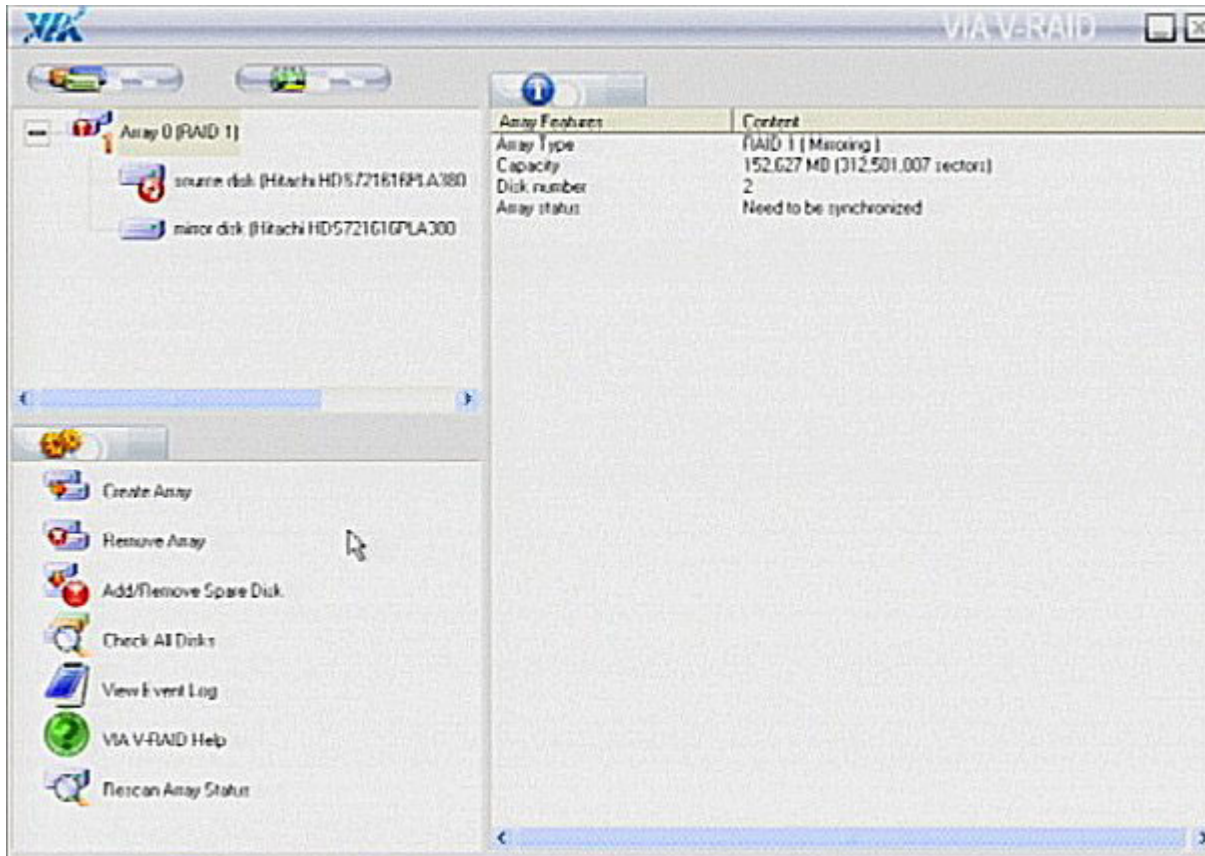 VIA
VIA V-RAID
Array 0 (RAID 1)
source disk (Hitachi HDS721616PLA380
mirror disk (Hitachi HDS721616PLA380
Array Features Content
Array Type RAID 1 ( Mirroring )
Capacity 152,627 MB (312,581,007 sectors)
Disk number 2
Array status Need to be synchronized
Create Array
Remove Array
Add/Remove Spare Disk
Check All Disks
View Event Log
VIA V-RAID Help
Rescan Array Status